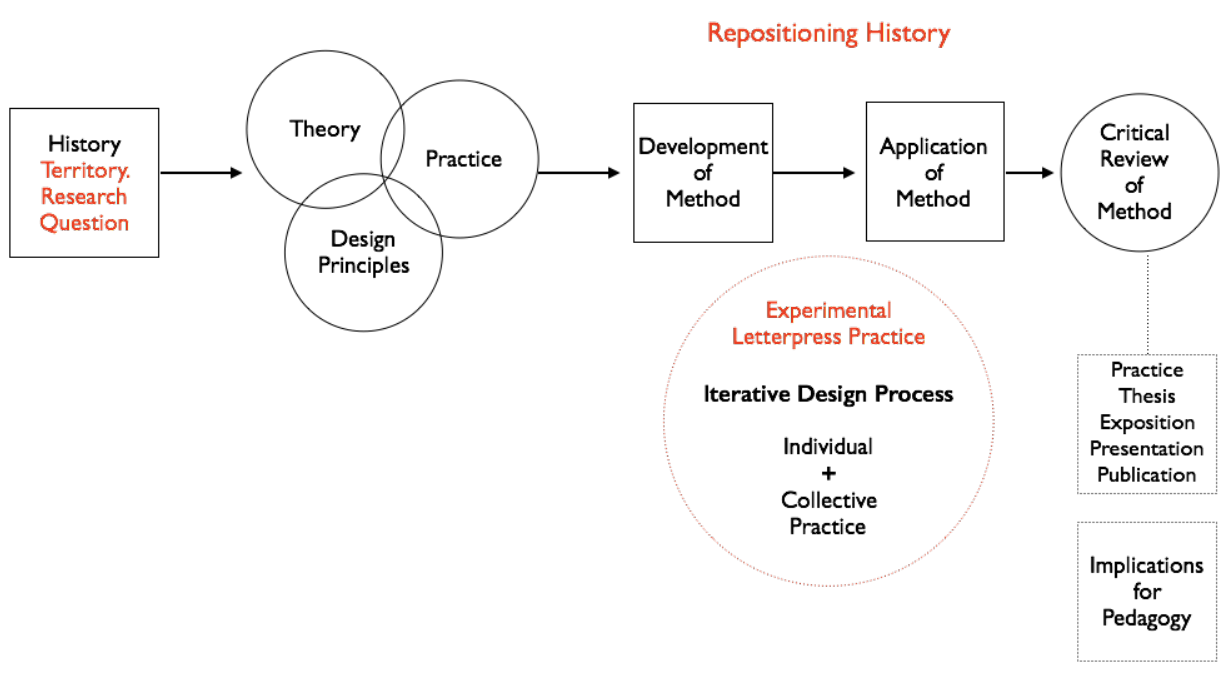 Repositioning History
History
Territory.
Research
Question
Theory
Practice
Design
Principles
Development
of
Method
Application
of
Method
Critical
Review
of
Method
Experimental
Letterpress Practice
Iterative Design Process
Individual
+
Collective
Practice
Practice
Thesis
Exposition
Presentation
Publication
Implications
for
Pedagogy